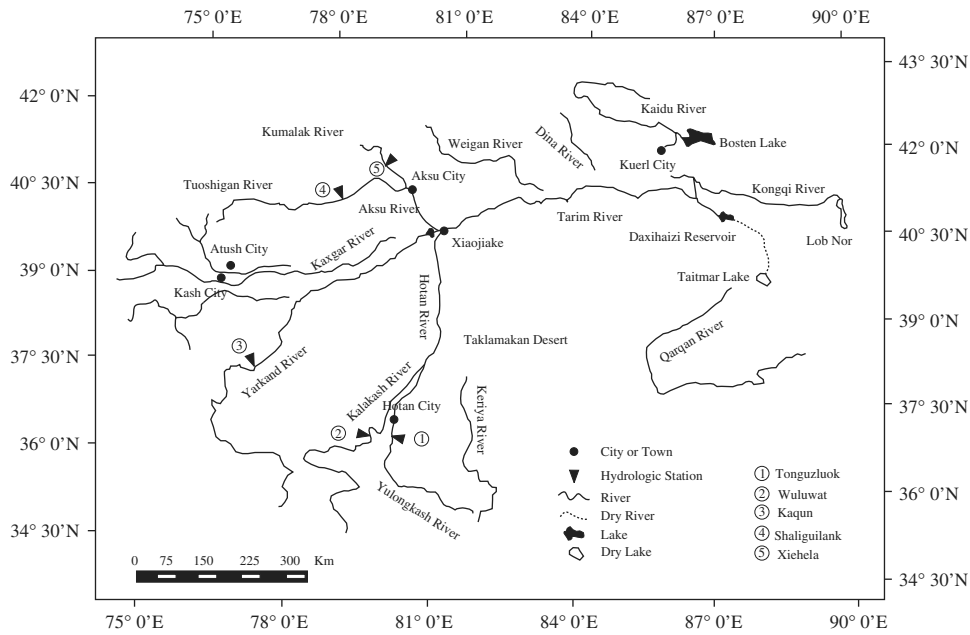 75° 0'E
78° 0'E
81° 0'E
84° 0'E
87° 0'E
90° 0'E
43° 30'N
42° 0'N
Kaidu River
Kumalak River
Weigan River
Dina River
Bosten Lake
42° 0'N
Kuerl City
⑤
Aksu City
40° 30'N
Tuoshigan River
④
Kongqi River
Aksu River
Tarim River
Xiaojiake
Daxihaizi Reservoir
Lob Nor
40° 30'N
Atush City
Kaxgar River
39° 0'N
Taitmar Lake
Kash City
Hotan River
39° 0'N
Qarqan River
Taklamakan Desert
③
37° 30'N
Yarkand River
Kalakash River
Keriya River
Hotan City
37° 30'N
②
①
36° 0'N
City or Town
Hydrologic Station
① Tonguzluok
River
② Wuluwat
36° 0'N
Yulongkash River
Dry River
③ Kaqun
34° 30'N
Lake
④ Shaliguilank
Dry Lake
⑤ Xiehela
0 75 150 225 300 Km
34° 30'N
75° 0'E
78° 0'E
81° 0'E
84° 0'E
87° 0'E
90° 0'E